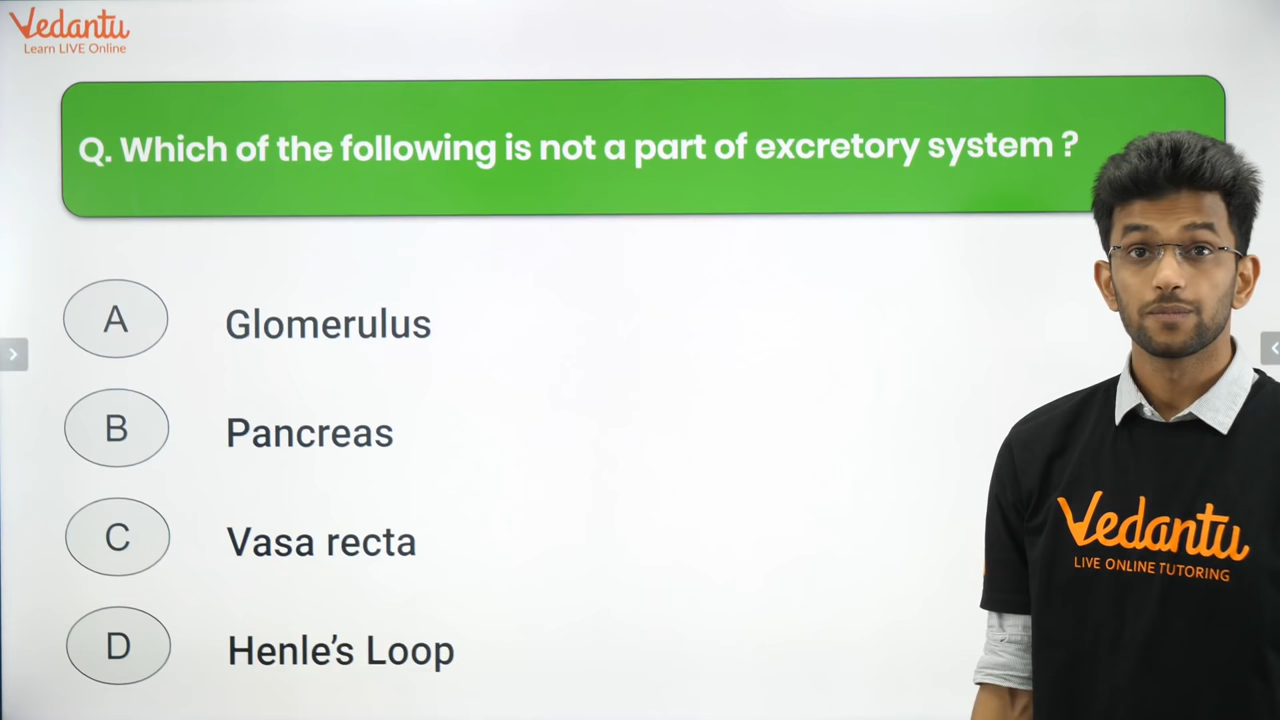 Vedantu
Learn LIVE Online
Q. Which of the following is not a part of excretory system ?
A Glomerulus
B Pancreas
C Vasa recta
D Henle’s Loop
Vedantu
LIVE ONLINE TUTORING